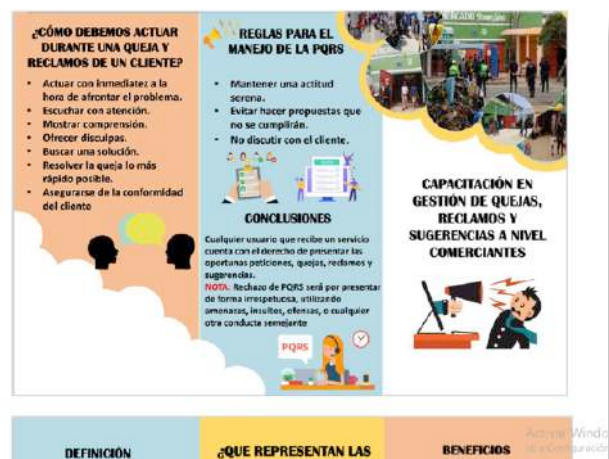 ¿CÓMO DEBEMOS ACTUAR
DURANTE UNA QUEJA Y
RECLAMOS DE UN CLIENTE?
• Actuar con inmediatez a la
hora de afrontar el problema.
• Escuchar con atención.
• Mostrar comprensión.
• Ofrecer disculpas.
• Buscar una solución.
• Resolver la queja lo más
rápido posible.
• Asegurarse de la conformidad
del cliente
REGLAS PARA EL
MANEJO DE LA PQRS
• Mantener una actitud
serena.
• Evitar hacer propuestas que
no se cumplirán.
• No discutir con el cliente.
CONCLUSIONES
Cualquier usuario que recibe un servicio
cuenta con el derecho de presentar las
oportunas peticiones, quejas, reclamos y
sugerencias.
NOTA: Rechazo de PQRS será por presentar
de forma irrespetuosa, utilizando
amenazas, insultos, ofensas, o cualquier
otra conducta semejante
PQRS
MERCADO
CAPACITACIÓN EN
GESTIÓN DE QUEJAS,
RECLAMOS Y
SUGERENCIAS A NIVEL
COMERCIANTES
DEFINICIÓN
¿QUE REPRESENTAN LAS
BENEFICIOS
Activar Windo